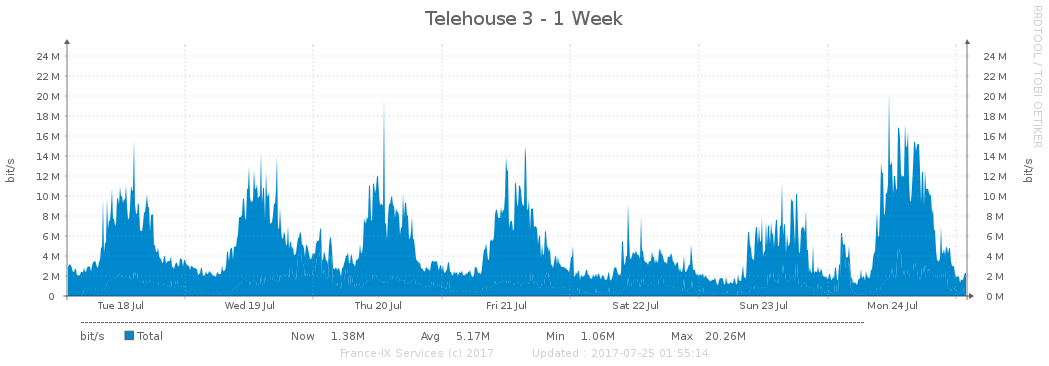 Telehouse 3 - 1 Week
RRDTOOL / TOBI OETIKER
bit/s
24 M 24 M
22 M 22 M
20 M 20 M
18 M 18 M
16 M 16 M
14 M 14 M
12 M 12 M
10 M 10 M
8 M 8 M
6 M 6 M
4 M 4 M
2 M 2 M
0 0 M
bit/s
Tue 18 Jul Wed 19 Jul Thu 20 Jul Fri 21 Jul Sat 22 Jul Sun 23 Jul Mon 24 Jul
bit/s Total Now 1.38M Avg 5.17M Min 1.06M Max 20.26M
France-IX Services (c) 2017 Updated : 2017-07-25 01:55:14